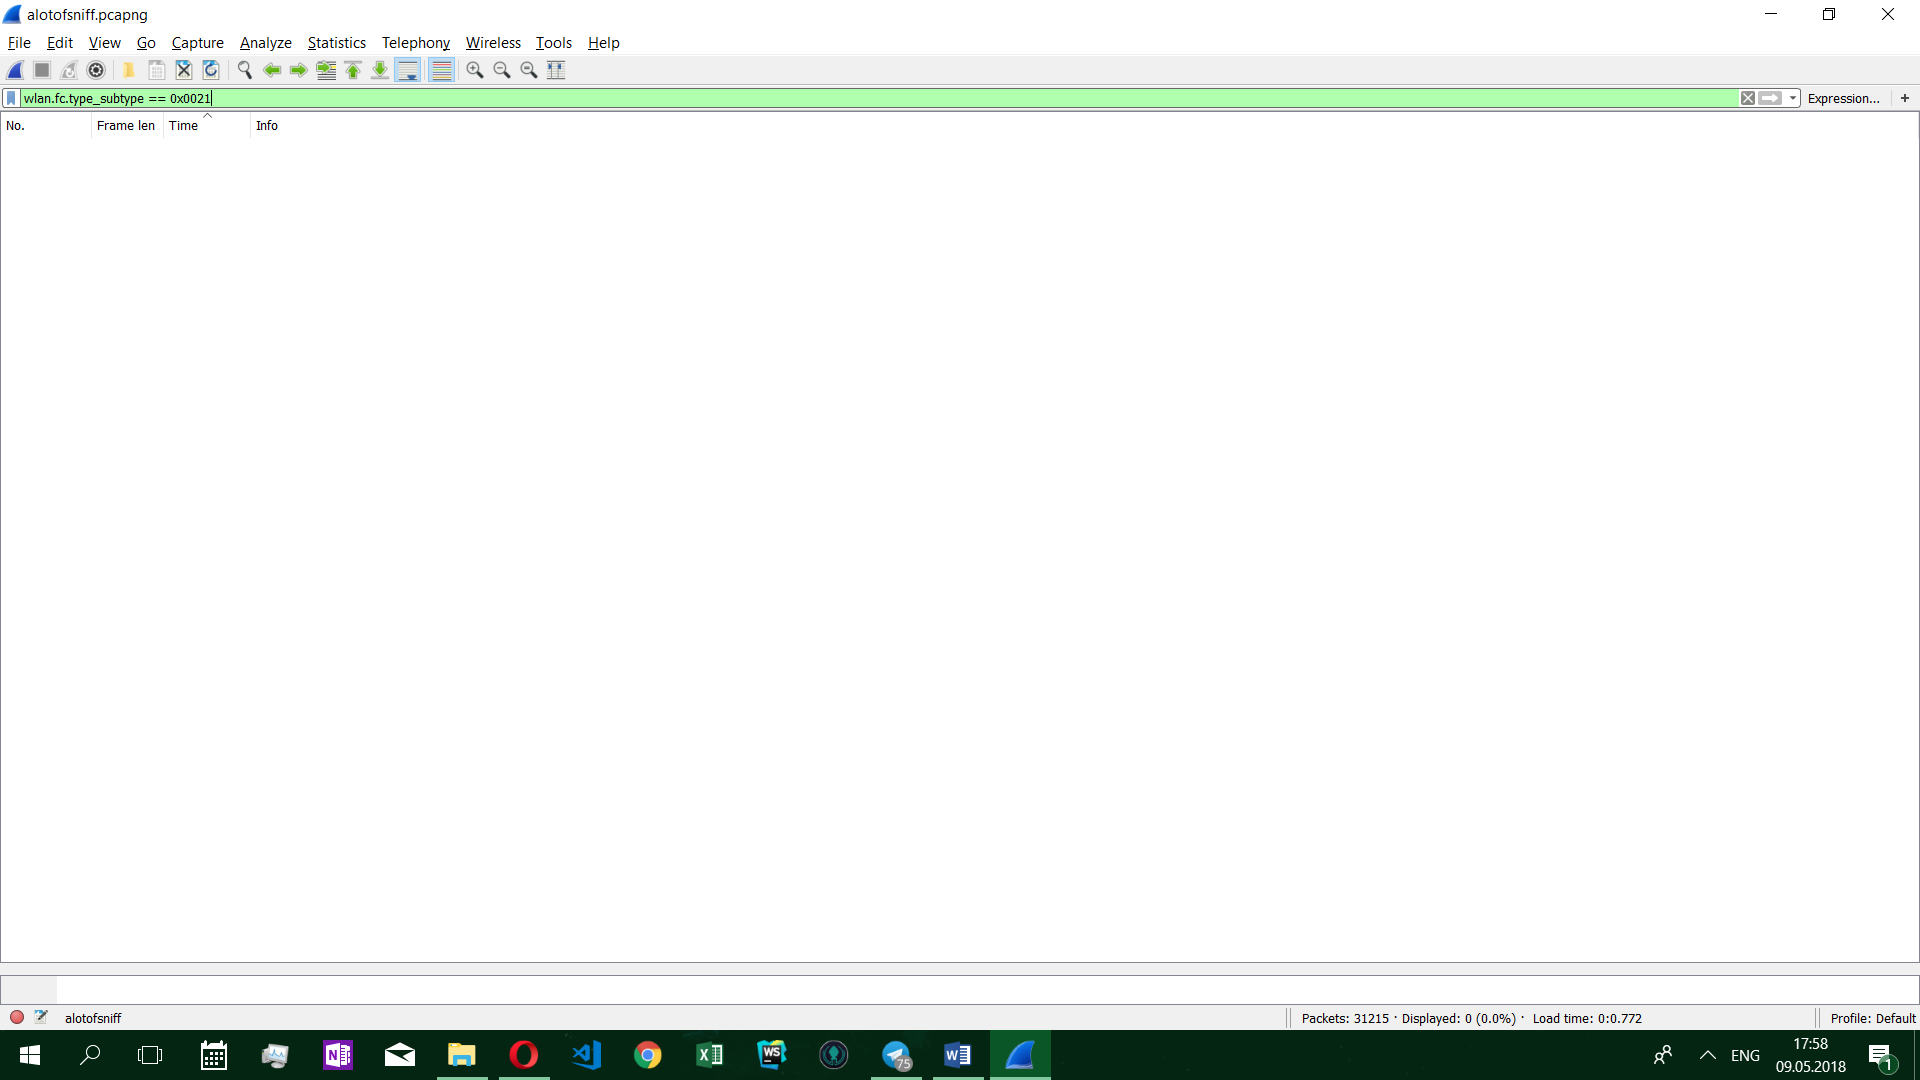 alotofsniff.pcapng
File Edit View Go Capture Analyze Statistics Telephony Wireless Tools Help
wlan.fc.type_subtype == 0x0021 Expression... +
No. Frame len Time Info
alotofsniff Packets: 31215 · Displayed: 0 (0.0%) · Load time: 0:0.772 Profile: Default
N WS 75 ENG 17:58
09.05.2018 1